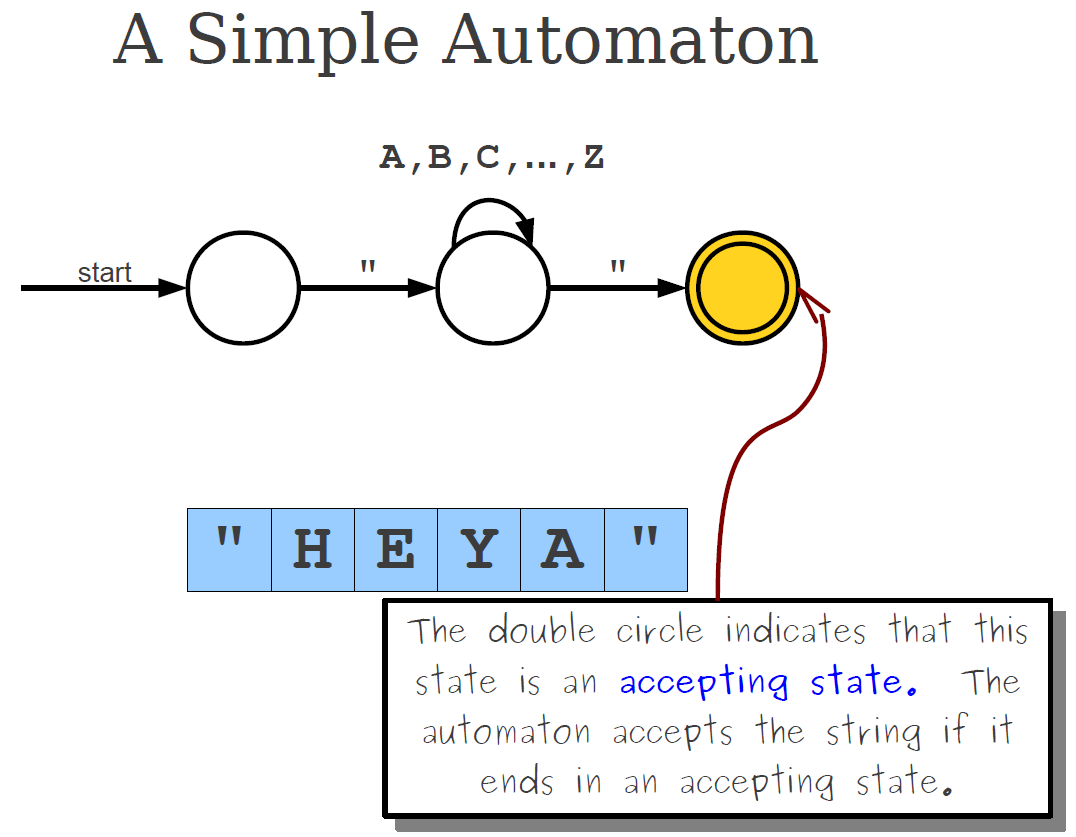 A Simple Automaton
A,B,C,…,Z
start
"
"
" H E Y A "
The double circle indicates that this
state is an accepting state. The
automaton accepts the string if it
ends in an accepting state.